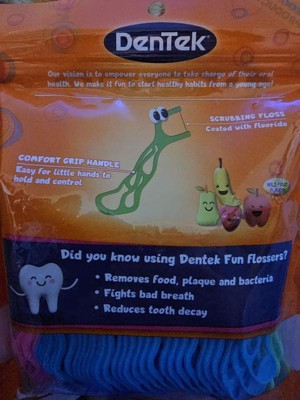 DenTek
Our vision is to empower everyone to take charge of their oral
health. We make it fun to start healthy habits from a young age!
SCRUBBING FLOSS
Coated with fluoride
COMFORT GRIP HANDLE
Easy for little hands to
hold and control
Did you know using Dentek Fun Flossers?
• Removes food, plaque and bacteria
• Fights bad breath
• Reduces tooth decay